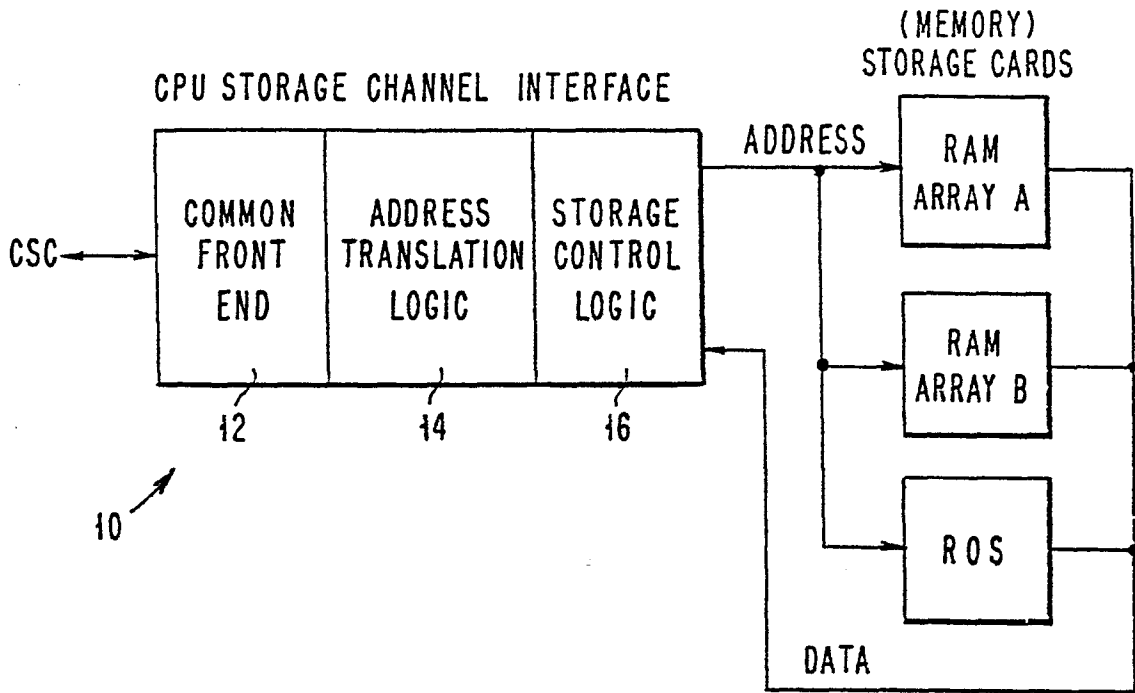 (MEMORY)
STORAGE CARDS
CPU STORAGE CHANNEL INTERFACE
CSC
COMMON
FRONT
END
ADDRESS
TRANSLATION
LOGIC
STORAGE
CONTROL
LOGIC
ADDRESS
RAM
ARRAY A
RAM
ARRAY B
ROS
12
14
16
10
DATA